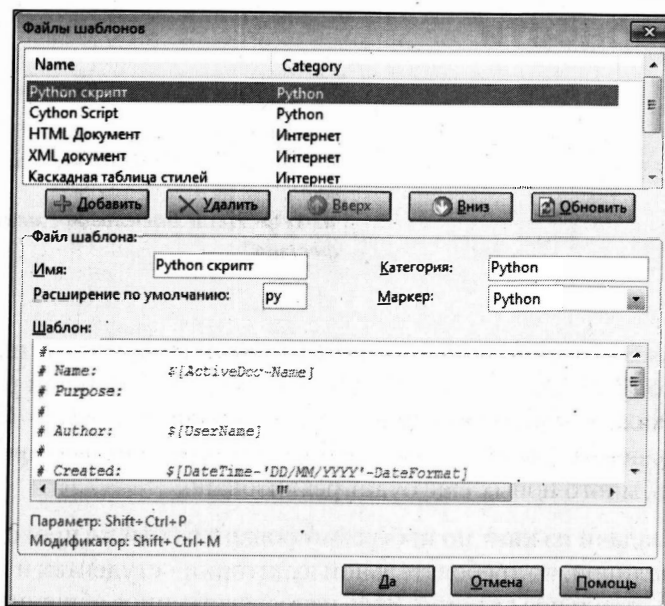 Файлы шаблонов
Name Category
Python скрипт Python
Cython Script Python
HTML Документ Интернет
XML документ Интернет
Каскадная таблица стилей Интернет
Добавить Удалить Вверх Вниз Обновить
Файл шаблона:
Имя: Python скрипт Категория: Python
Расширение по умолчанию: py Маркер: Python
Шаблон:
#-------------------------------------------------------------------------------
# Name: $[ActiveDoc-Name]
# Purpose:
#
# Author: $[UserName]
#
# Created: $[DateTime-'DD/MM/YYYY'-DateFormat]
Параметр: Shift+Ctrl+P
Модификатор: Shift+Ctrl+M
Да Отмена Помощь